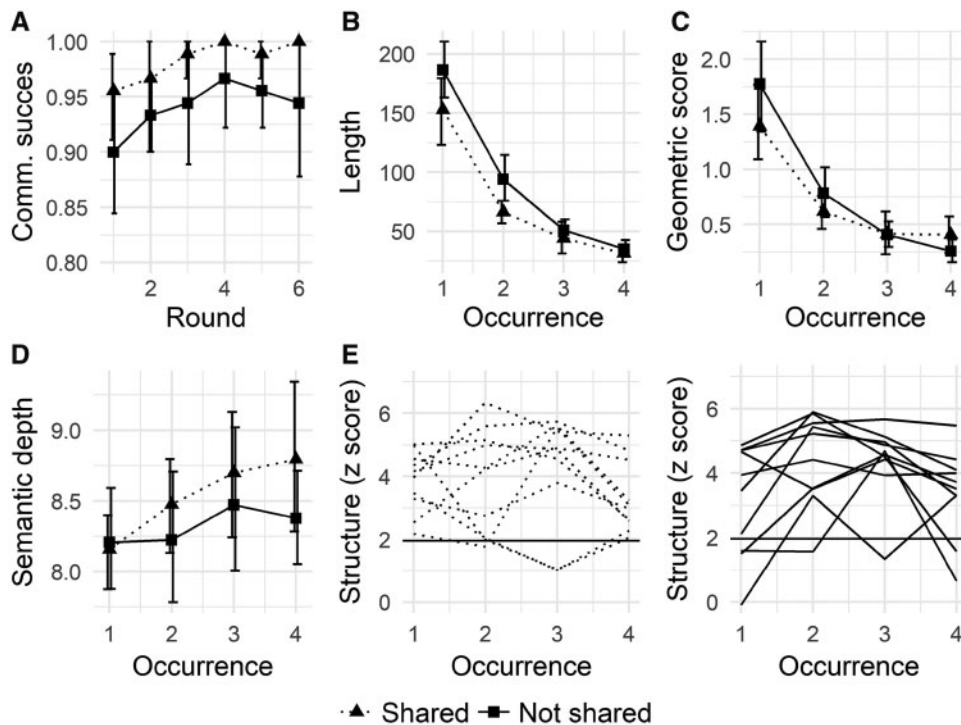 A
1.00
0.95
0.90
0.85
0.80
Comm. succes
2
4
6
Round
B
200
150
100
50
Length
1
2
3
4
Occurrence
C
2.0
1.5
1.0
0.5
Geometric score
1
2
3
4
Occurrence
D
9.0
8.5
8.0
Semantic depth
1
2
3
4
Occurrence
E
6
4
2
0
Structure (z score)
1
2
3
4
Occurrence
6
4
2
0
Structure (z score)
1
2
3
4
Occurrence
Shared
Not shared